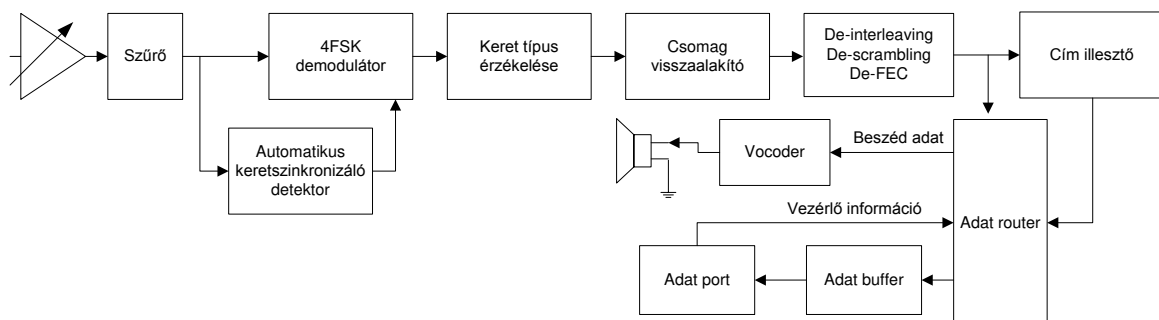 Szűrő
4FSK
demodulátor
Keret típus
érzékelése
Csomag
visszaalakító
De-interleaving
De-scrambling
De-FEC
Cím illesztő
Automatikus
keretszinkronizáló
detektor
Vocoder
Beszéd adat
Vezérlő információ
Adat router
Adat port
Adat buffer